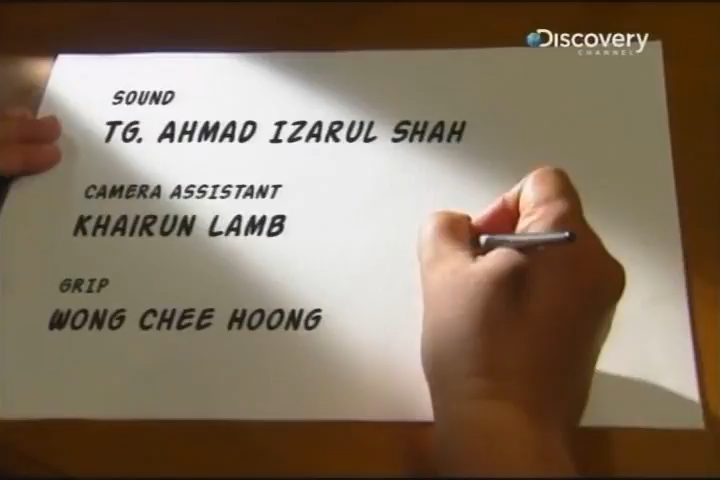 Discovery
CHANNEL
SOUND
TG. AHMAD IZARUL SHAH
CAMERA ASSISTANT
KHAIRUN LAMB
GRIP
WONG CHEE HOONG